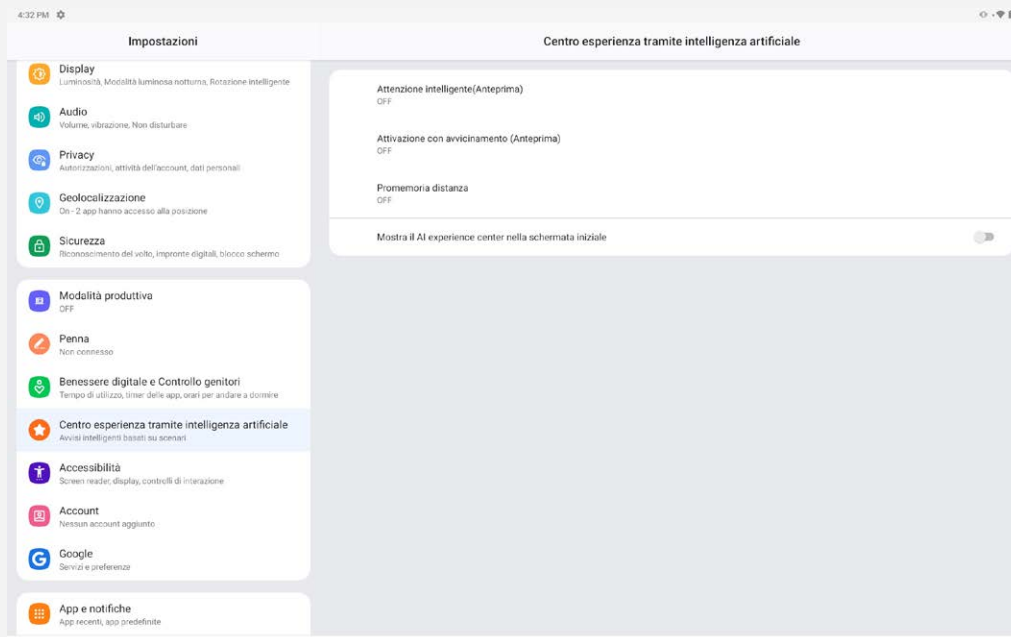 4:32 PM
Impostazioni
Centro esperienza tramite intelligenza artificiale
Display
Luminosità, Modalità luminosa notturna, Rotazione intelligente
Audio
Volume, vibrazione, Non disturbare
Privacy
Autorizzazioni, attività dell'account, dati personali
Geolocalizzazione
On - 2 app hanno accesso alla posizione
Sicurezza
Riconoscimento del volto, impronte digitali, blocco schermo
Modalità produttiva
OFF
Penna
Non connesso
Benessere digitale e Controllo genitori
Tempo di utilizzo, timer delle app, orari per andare a dormire
Centro esperienza tramite intelligenza artificiale
Avvisi intelligenti basati su scenari
Accessibilità
Screen reader, display, controlli di interazione
Account
Nessun account aggiunto
Google
Servizi e preferenze
App e notifiche
App recenti, app predefinite
Attenzione intelligente(Anteprima)
OFF
Attivazione con avvicinamento (Anteprima)
OFF
Promemoria distanza
OFF
Mostra il AI experience center nella schermata iniziale